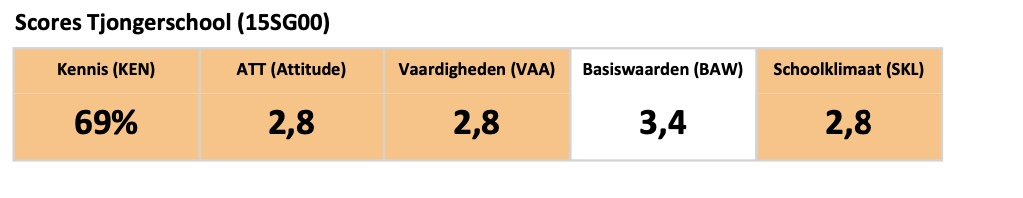 Scores Tjongerschool (15SG00)
Kennis (KEN) ATT (Attitude) Vaardigheden (VAA) Basiswaarden (BAW) Schoolklimaat (SKL)
69% 2,8 2,8 3,4 2,8